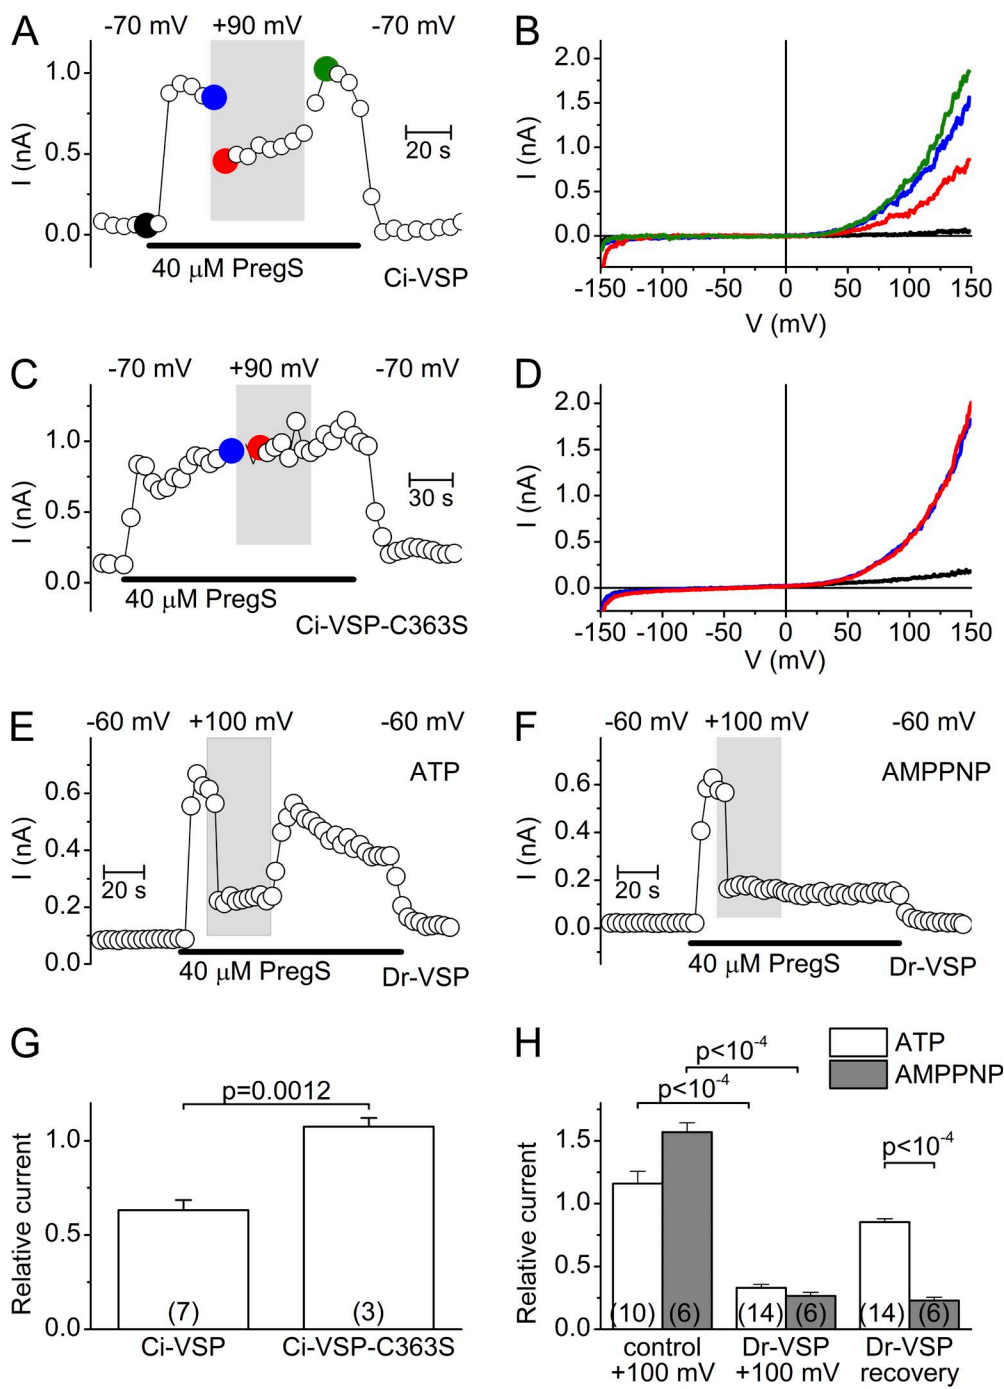 A
-70 mV +90 mV -70 mV
I (nA)
1.0
0.5
0.0
20 s
40 µM PregS
Ci-VSP
B
I (nA)
2.0
1.5
1.0
0.5
0.0
-150 -100 -50 0 50 100 150
V (mV)
C
-70 mV +90 mV -70 mV
I (nA)
1.0
0.5
0.0
30 s
40 µM PregS
Ci-VSP-C363S
D
I (nA)
2.0
1.5
1.0
0.5
0.0
-150 -100 -50 0 50 100 150
V (mV)
E
-60 mV +100 mV -60 mV
ATP
I (nA)
0.6
0.4
0.2
0.0
20 s
40 µM PregS
Dr-VSP
F
-60 mV +100 mV -60 mV
AMPPNP
I (nA)
0.6
0.4
0.2
0.0
20 s
40 µM PregS
Dr-VSP
G
Relative current
1.0
0.5
0.0
p=0.0012
(7) (3)
Ci-VSP Ci-VSP-C363S
H
ATP
AMPPNP
p<10-4
p<10-4
p<10-4
Relative current
1.5
1.0
0.5
0.0
(10) (6) (14) (6) (14) (6)
control Dr-VSP Dr-VSP
+100 mV +100 mV recovery